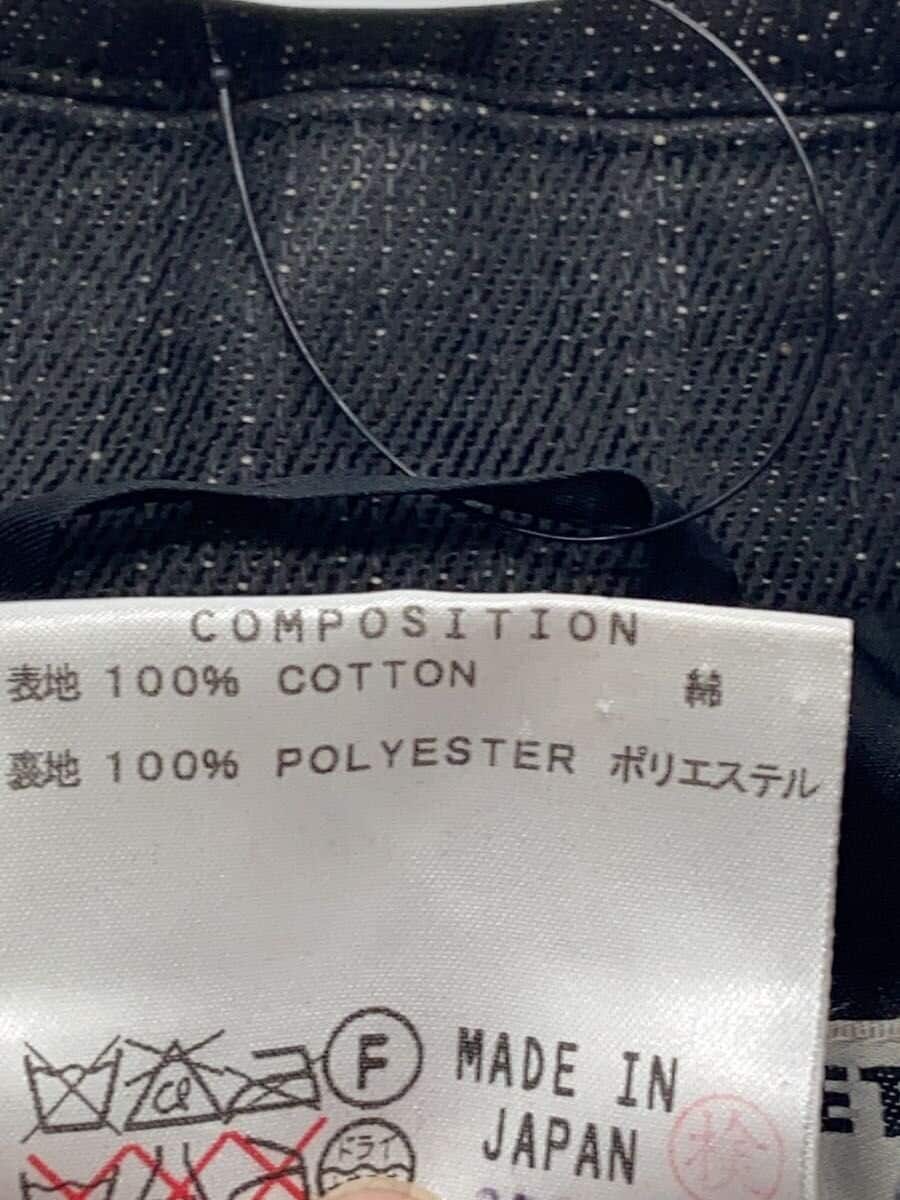 COMPOSITION
表地 100% COTTON 綿
裏地 100% POLYESTER ポリエステル
Cl F MADE IN
JAPAN 検
ドライ